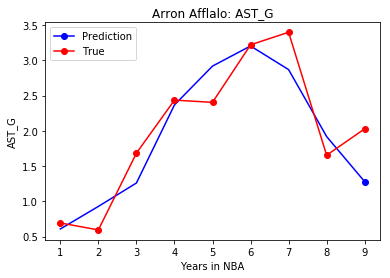 Arron Afflalo: AST_G
Prediction
True
3.5
3.0
2.5
2.0
1.5
1.0
0.5
AST_G
1 2 3 4 5 6 7 8 9
Years in NBA